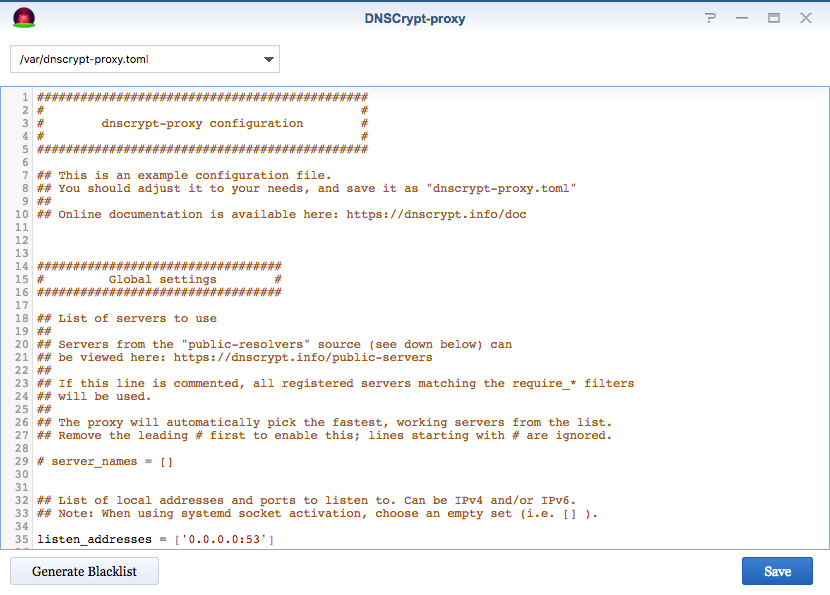 DNSCrypt-proxy
/var/dnscrypt-proxy.toml
1 ##############################################
2 #                                            #
3 #        dnscrypt-proxy configuration        #
4 #                                            #
5 ##############################################
6
7 ## This is an example configuration file.
8 ## You should adjust it to your needs, and save it as "dnscrypt-proxy.toml"
9 ##
10 ## Online documentation is available here: https://dnscrypt.info/doc
11
12
13
14 ##################################
15 #         Global settings        #
16 ##################################
17
18 ## List of servers to use
19 ##
20 ## Servers from the "public-resolvers" source (see down below) can
21 ## be viewed here: https://dnscrypt.info/public-servers
22 ##
23 ## If this line is commented, all registered servers matching the require_* filters
24 ## will be used.
25 ##
26 ## The proxy will automatically pick the fastest, working servers from the list.
27 ## Remove the leading # first to enable this; lines starting with # are ignored.
28
29 # server_names = []
30
31
32 ## List of local addresses and ports to listen to. Can be IPv4 and/or IPv6.
33 ## Note: When using systemd socket activation, choose an empty set (i.e. [] ).
34
35 listen_addresses = ['0.0.0.0:53']
Generate Blacklist
Save